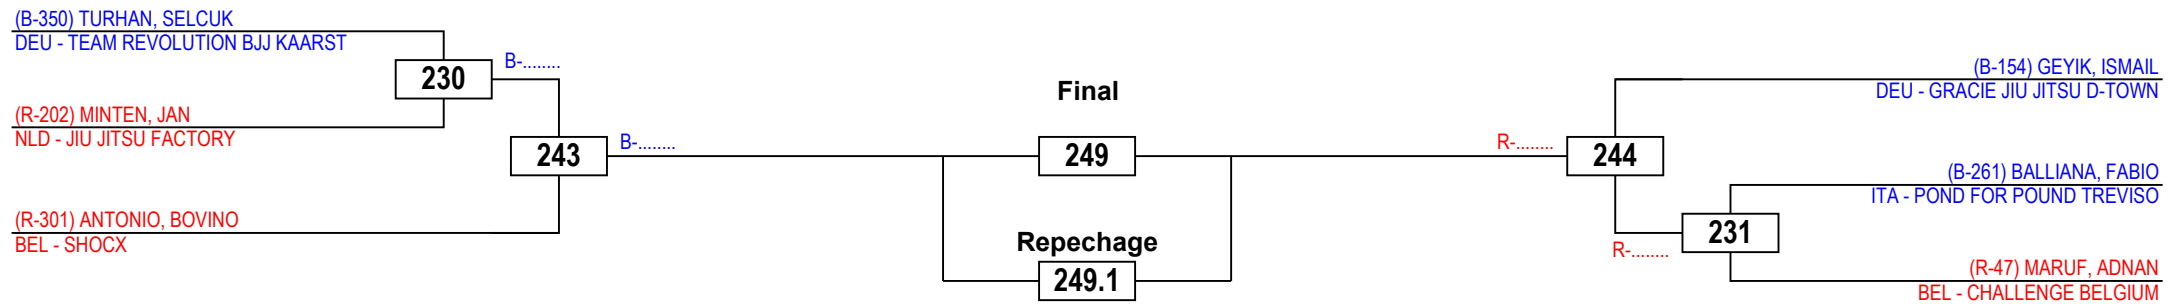 (B-350) TURHAN, SELCUK
DEU - TEAM REVOLUTION BJJ KAARST
230
B-........
(R-202) MINTEN, JAN
NLD - JIU JITSU FACTORY
243
B-........
(R-301) ANTONIO, BOVINO
BEL - SHOCX
Final
249
Repechage
249.1
(B-154) GEYIK, ISMAIL
DEU - GRACIE JIU JITSU D-TOWN
R-........
244
(B-261) BALLIANA, FABIO
ITA - POND FOR POUND TREVISO
231
R-........
(R-47) MARUF, ADNAN
BEL - CHALLENGE BELGIUM